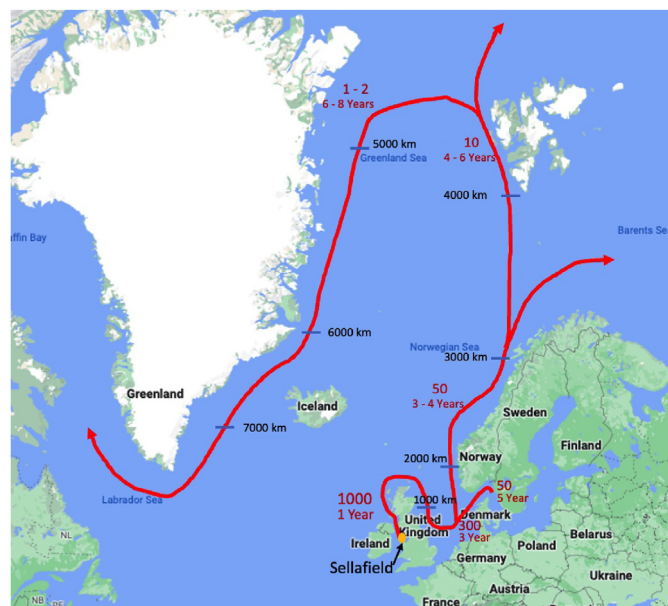 1 - 2
6 - 8 Years
5000 km
Greenland Sea
10
4 - 6 Years
4000 km
affin Bay
Barents Se
6000 km
Norwegian Sea
3000 km
Greenland
Iceland
50
3 - 4 Years
Sweden
7000 km
Finland
Norway
2000 km
Labrador Sea
1000
1 Year
1000 km
50
5 Year
United
Kingdom
Denmark
300
3 Year
NL
Ireland
Belarus
Poland
Germany
Sellafield
Ukraine
Austria
France
NB
PE